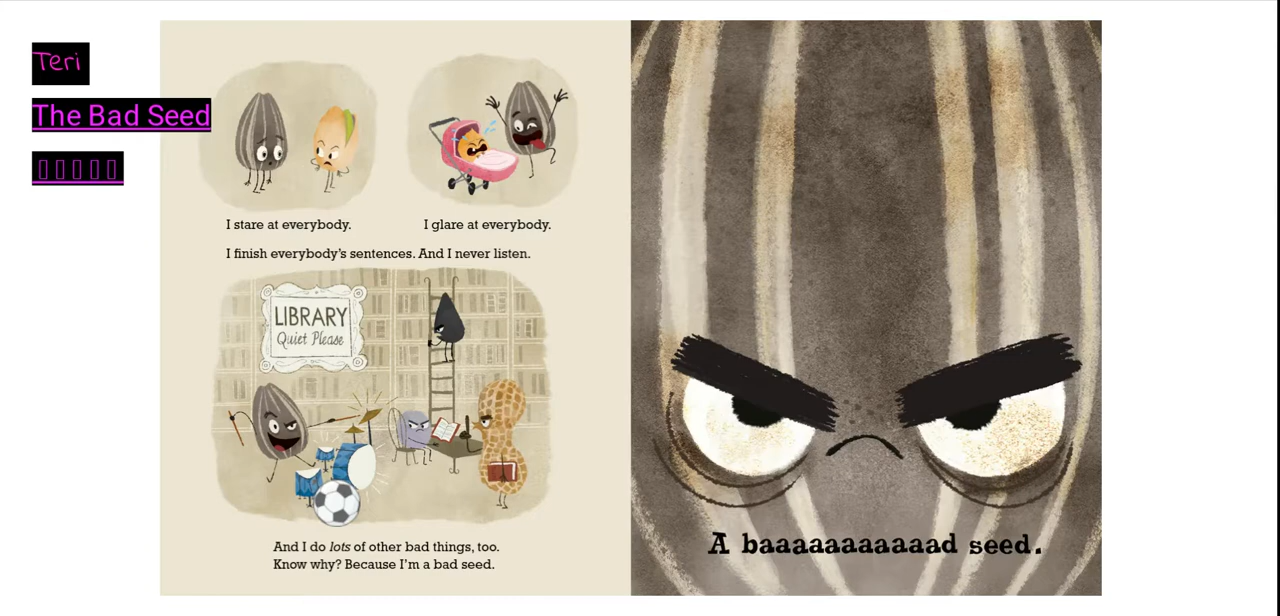 Teri
The Bad Seed
I stare at everybody.
I glare at everybody.
I finish everybody's sentences. And I never listen.
LIBRARY
Quiet Please
And I do lots of other bad things, too.
Know why? Because I'm a bad seed.
A baaaaaaaaaaaad seed.